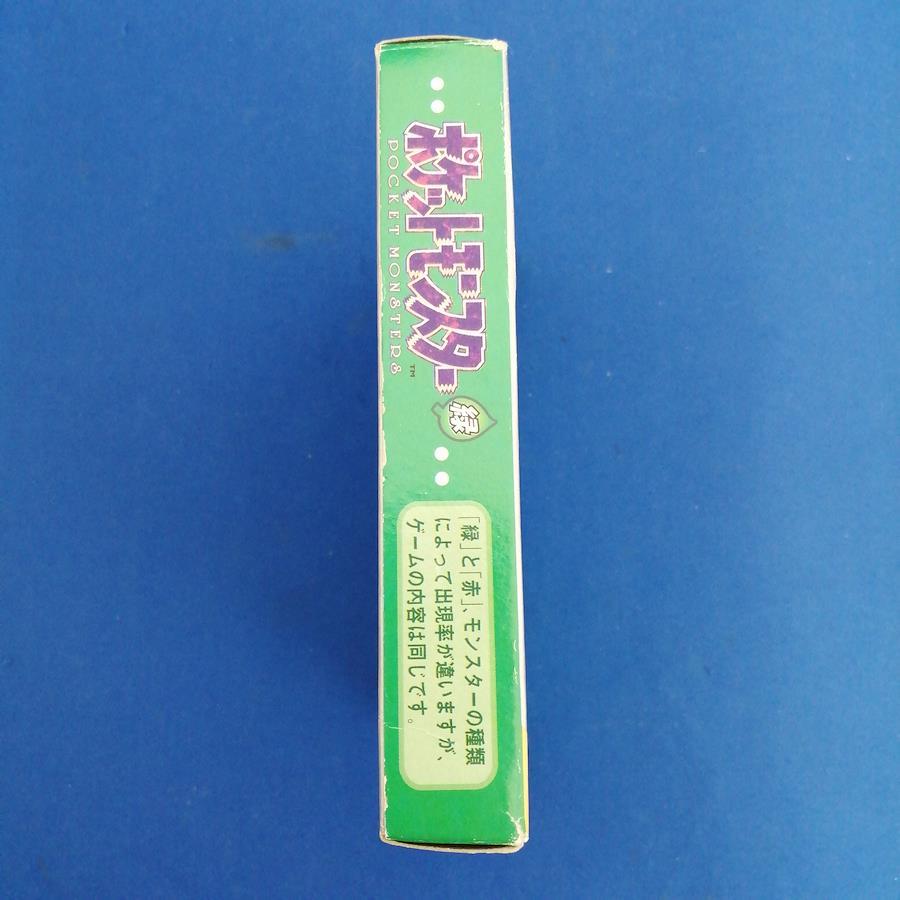 ポケットモンスター™
POCKET MONSTERS
緑
「緑」と「赤」、モンスターの種類
によって出現率が違いますが、
ゲームの内容は同じです。